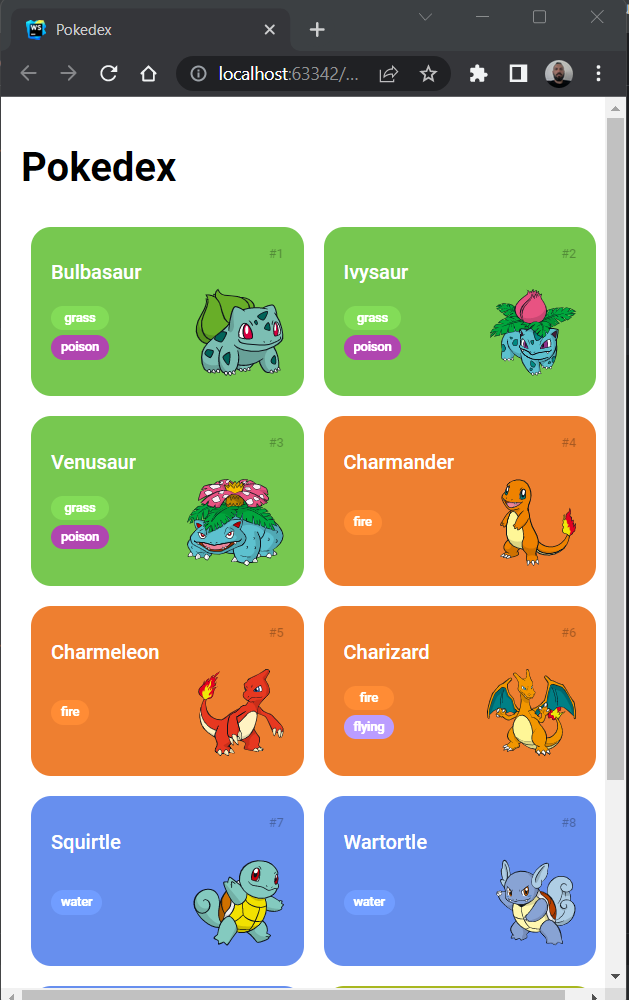 WS Pokedex
localhost:63342/...
Pokedex
#1
Bulbasaur
grass
poison
#2
Ivysaur
grass
poison
#3
Venusaur
grass
poison
#4
Charmander
fire
#5
Charmeleon
fire
#6
Charizard
fire
flying
#7
Squirtle
water
#8
Wartortle
water